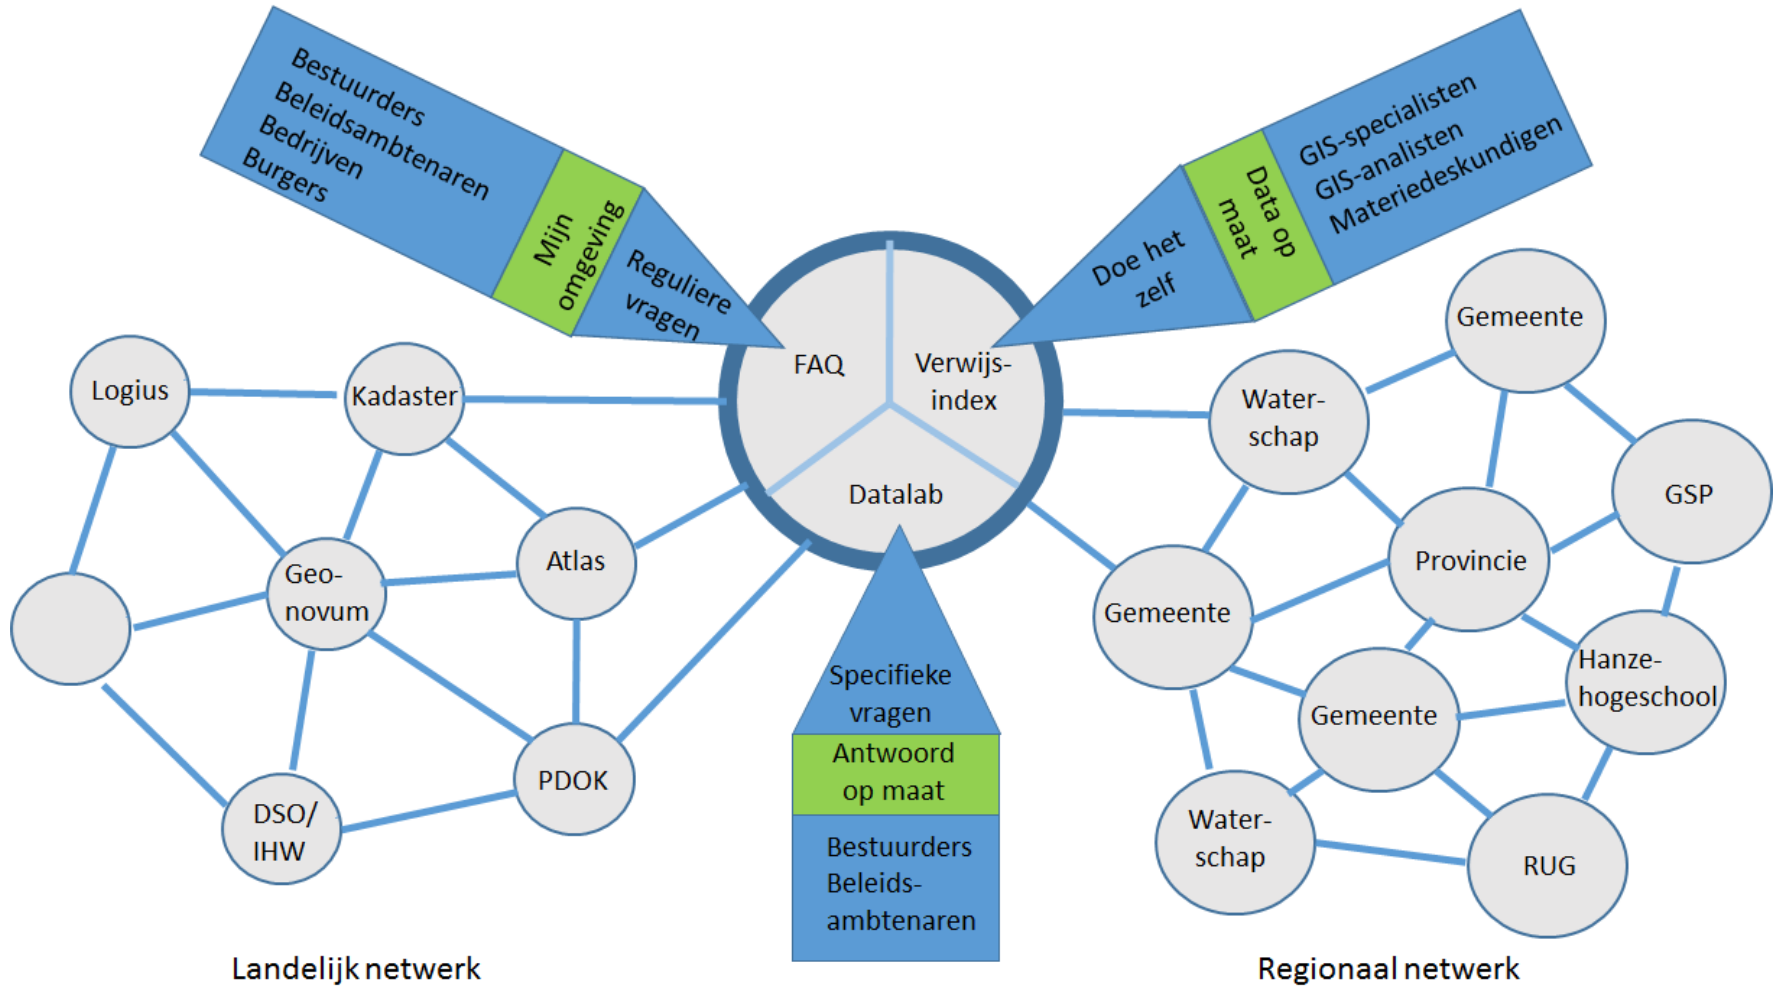 Bestuurders
Beleidsambtenaren
Bedrijven
Burgers
Mijn
omgeving
Reguliere
vragen
GIS-specialisten
GIS-analisten
Materiedeskundigen
Data op
maat
Doe het
zelf
FAQ
Verwijs-
index
Datalab
Specifieke
vragen
Antwoord
op maat
Bestuurders
Beleids-
ambtenaren
Logius
Kadaster
Geo-
novum
Atlas
DSO/
IHW
PDOK
Landelijk netwerk
Gemeente
Water-
schap
GSP
Provincie
Gemeente
Hanze-
hogeschool
Gemeente
Water-
schap
RUG
Regionaal netwerk